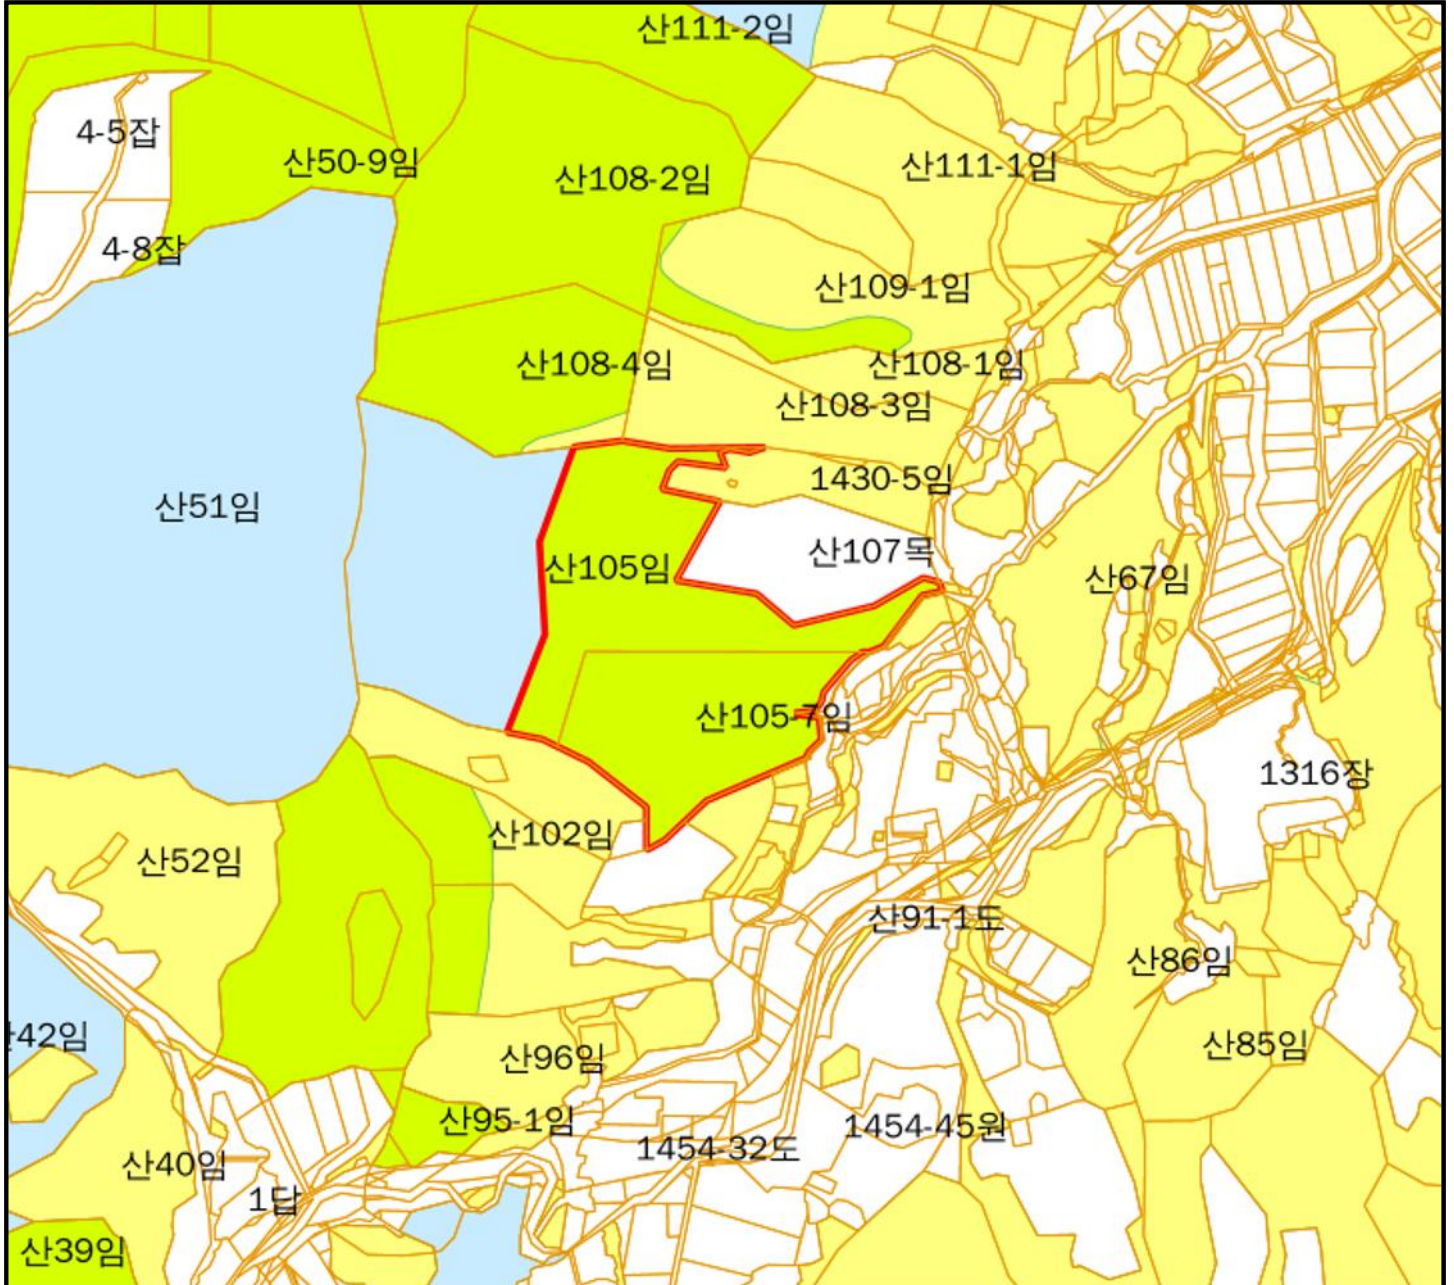 산111-2임
4-5잡
산50-9임
산108-2임
산111-1임
4-8잡
산109-1임
산108-4임
산108-1임
산108-3임
1430-5임
산51임
산107목
산105임
산67임
산105-7임
1316장
산102임
산52임
산91-1도
산86임
42임
산96임
산85임
산95-1임
1454-45원
1454-32도
산40임
1답
산39임